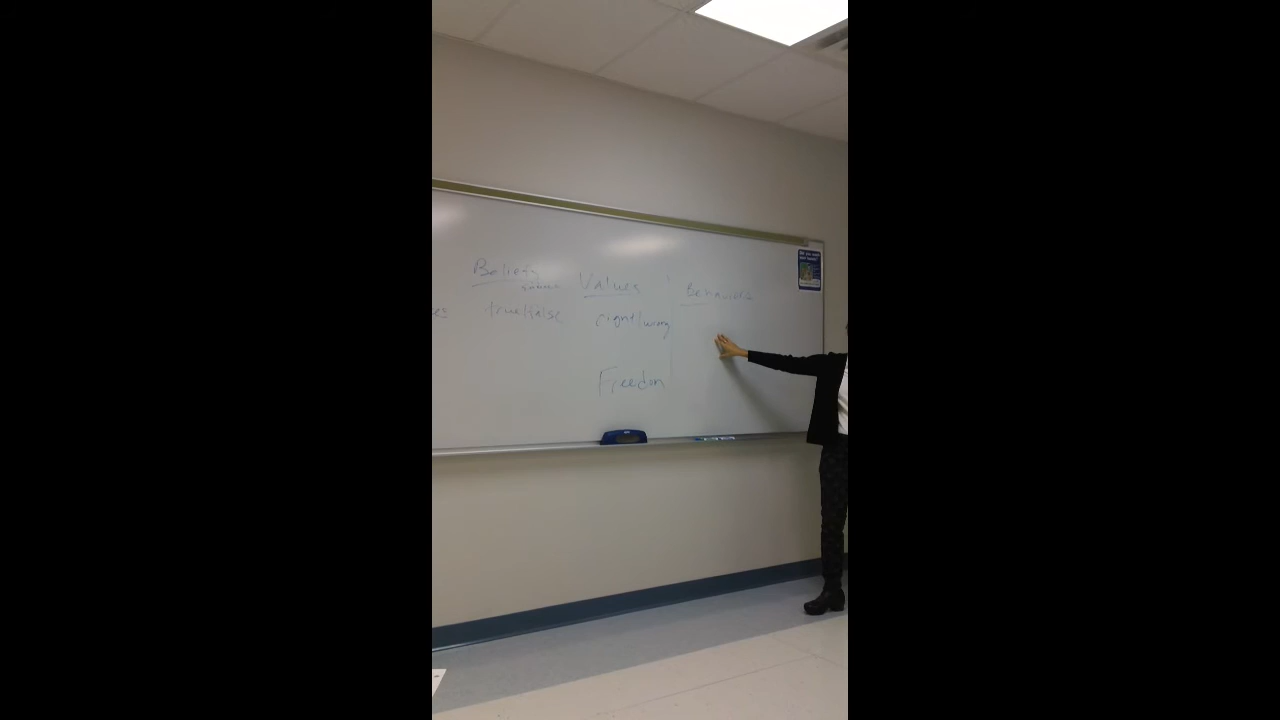 Beliefs
Values
Behaviors
true/false
right/wrong
Freedom